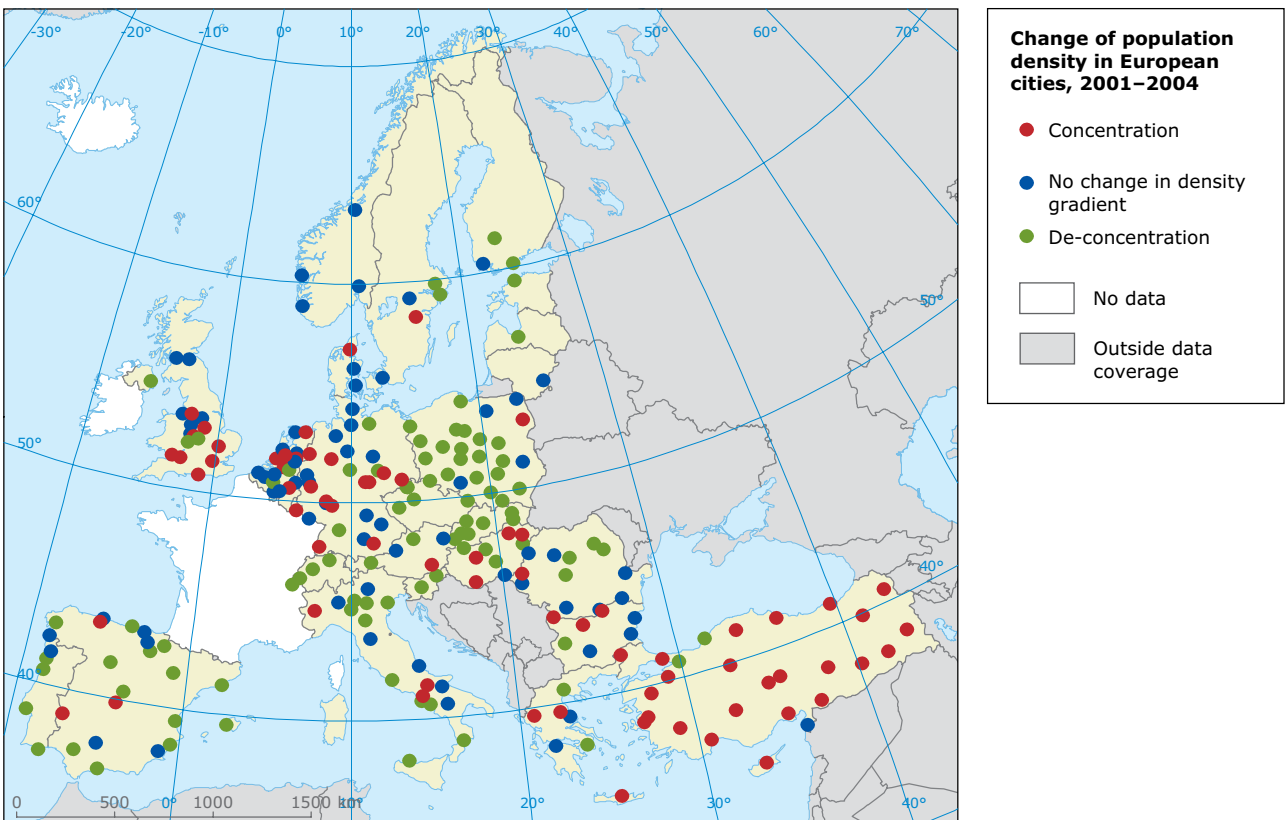 -30°
-20°
-10°
0°
10°
20°
30°
60°
70°
60°
50°
50°
40°
40°
0 500 0° 1000 1500 km 10° 20° 30° 40°
Change of population
density in European
cities, 2001–2004
Concentration
No change in density
gradient
De-concentration
No data
Outside data
coverage